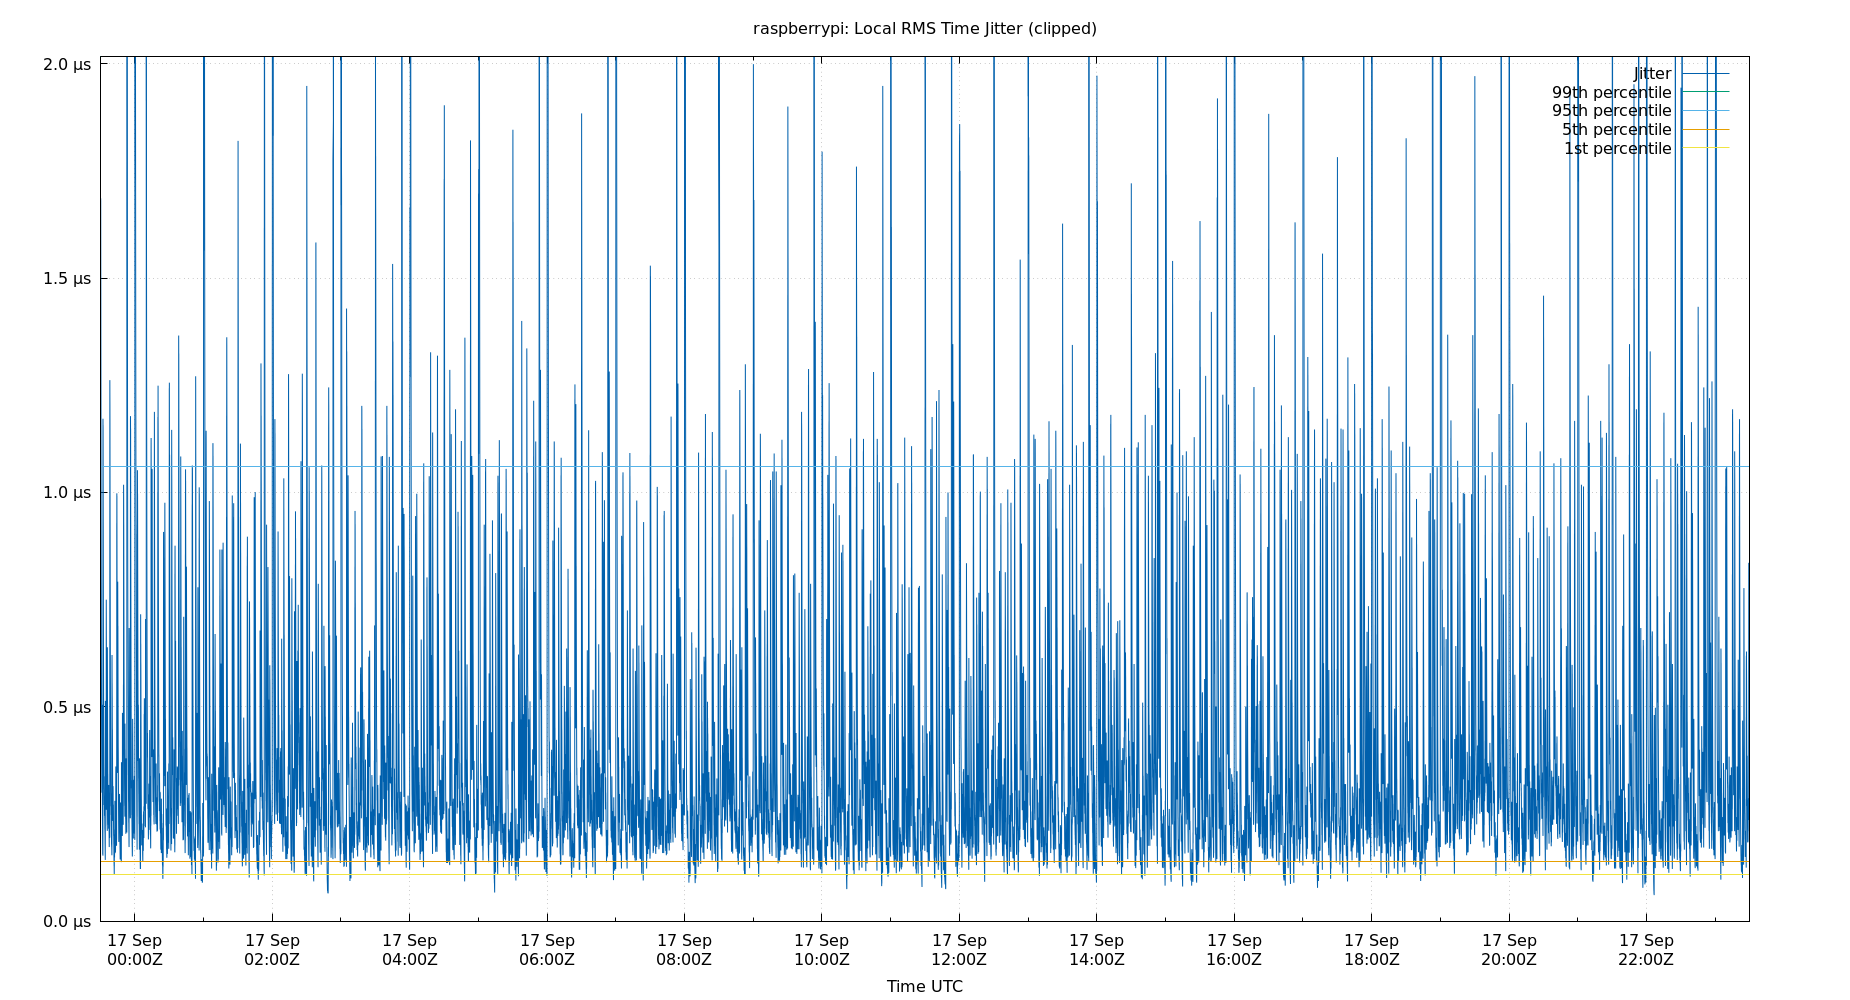 raspberrypi: Local RMS Time Jitter (clipped)
2.0 μs
1.5 μs
1.0 μs
0.5 μs
0.0 μs
Jitter
99th percentile
95th percentile
5th percentile
1st percentile
17 Sep 17 Sep 17 Sep 17 Sep 17 Sep 17 Sep 17 Sep 17 Sep 17 Sep 17 Sep 17 Sep 17 Sep
00:00Z 02:00Z 04:00Z 06:00Z 08:00Z 10:00Z 12:00Z 14:00Z 16:00Z 18:00Z 20:00Z 22:00Z
Time UTC